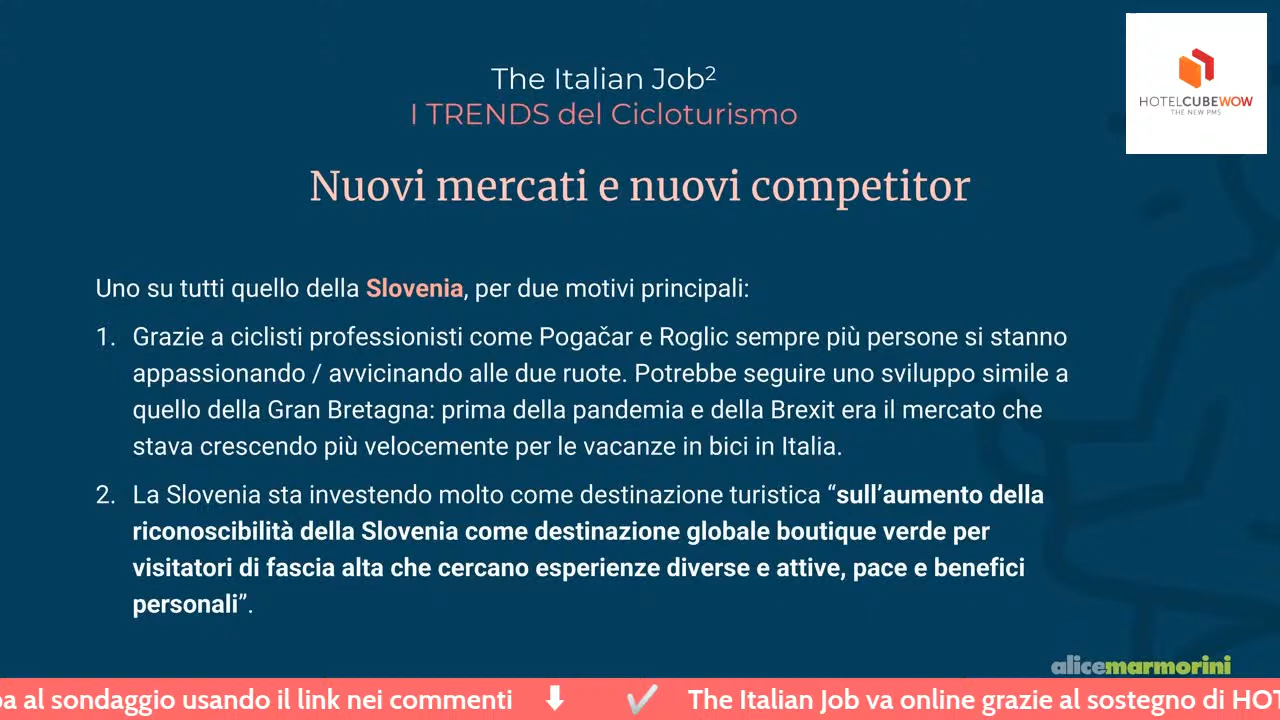 The Italian Job²
I TRENDS del Cicloturismo
HOTELCUBEWOW
THE NEW PMS
Nuovi mercati e nuovi competitor
Uno su tutti quello della Slovenia, per due motivi principali:
1. Grazie a ciclisti professionisti come Pogačar e Roglic sempre più persone si stanno
appassionando / avvicinando alle due ruote. Potrebbe seguire uno sviluppo simile a
quello della Gran Bretagna: prima della pandemia e della Brexit era il mercato che
stava crescendo più velocemente per le vacanze in bici in Italia.
2. La Slovenia sta investendo molto come destinazione turistica “sull’aumento della
riconoscibilità della Slovenia come destinazione globale boutique verde per
visitatori di fascia alta che cercano esperienze diverse e attive, pace e benefici
personali”.
alicemarmorini
pa al sondaggio usando il link nei commenti ⬇ ✔ The Italian Job va online grazie al sostegno di HOT